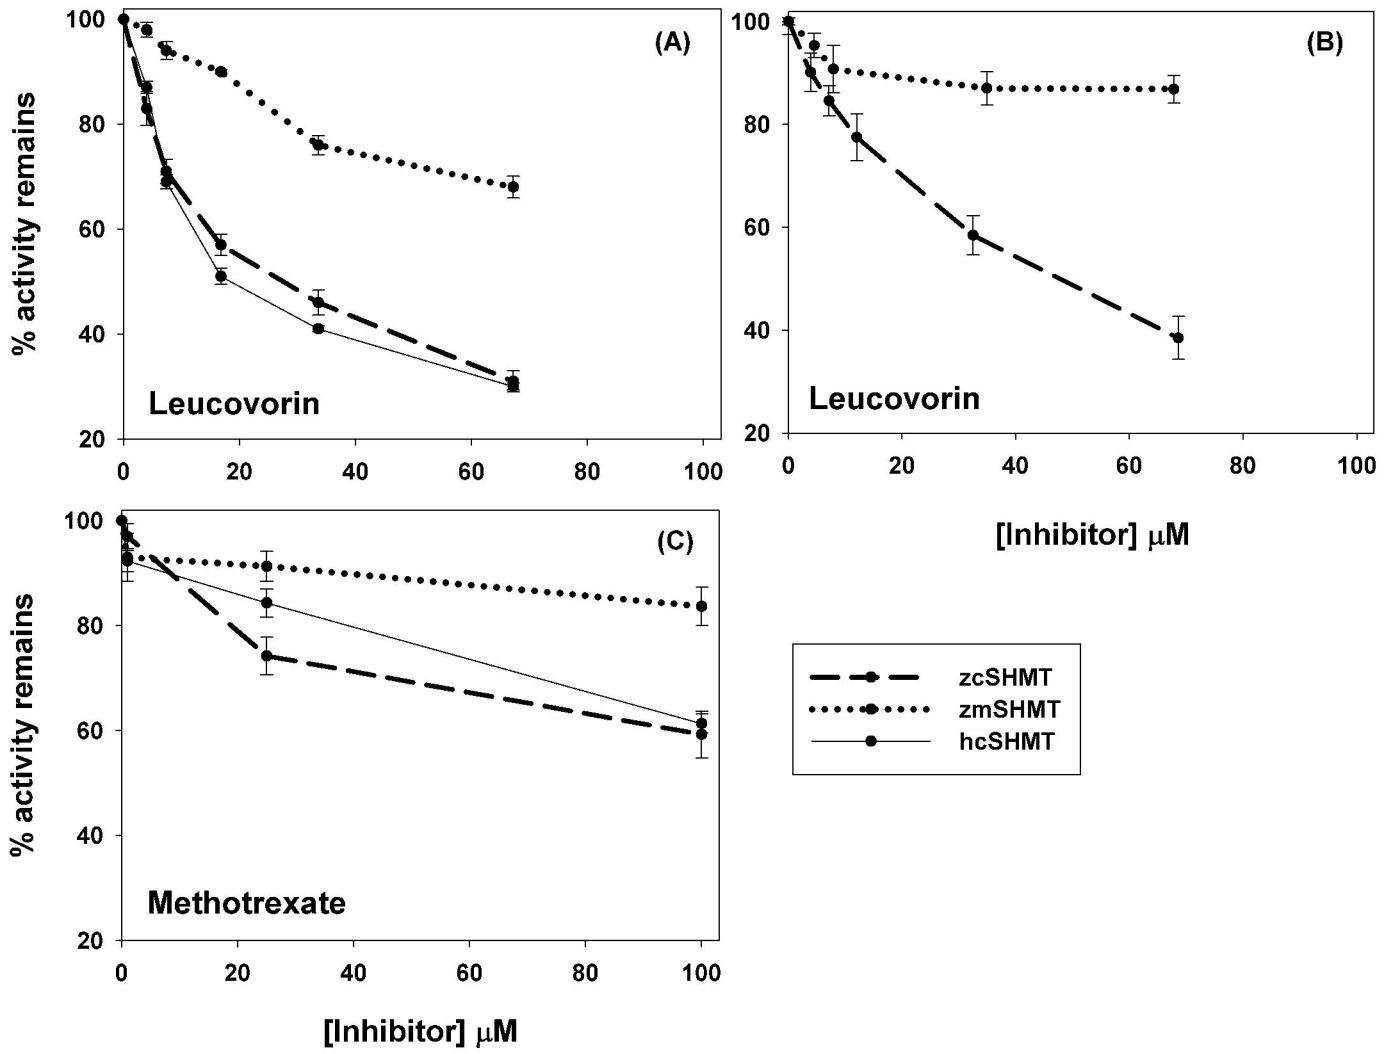 (A)
100
80
60
40
20
% activity remains
Leucovorin
0 20 40 60 80 100
(B)
100
80
60
40
20
Leucovorin
0 20 40 60 80 100
[Inhibitor] µM
(C)
100
80
60
40
20
% activity remains
Methotrexate
0 20 40 60 80 100
[Inhibitor] µM
zcSHMT
zmSHMT
hcSHMT